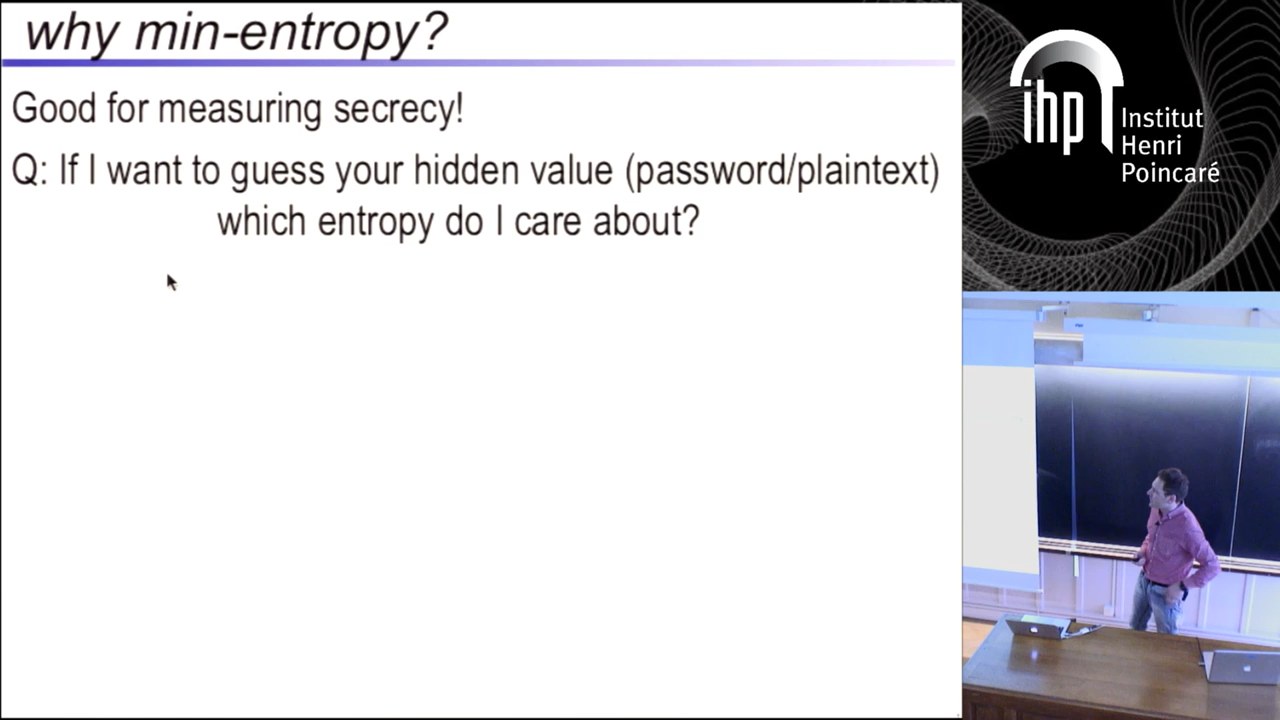 why min-entropy?
Good for measuring secrecy!
Q: If I want to guess your hidden value (password/plaintext)
which entropy do I care about?
ihp
Institut
Henri
Poincaré